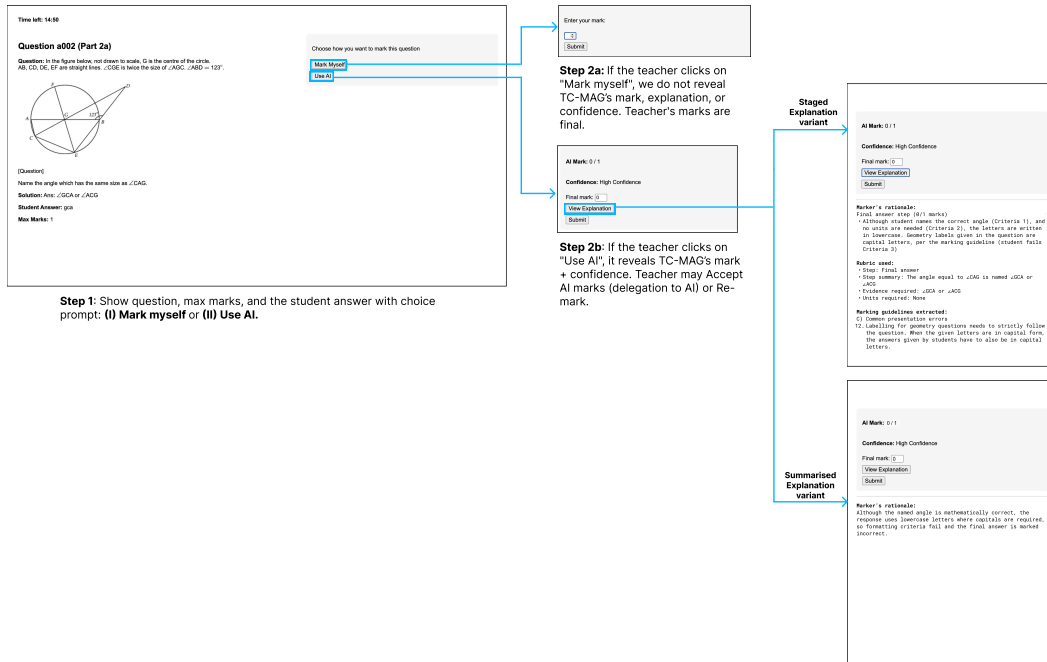 Time left: 14:50
Question a002 (Part 2a)
Question: In the figure below, not drawn to scale, G is the centre of the circle.
AB, CD, DE, EF are straight lines. ∠CGE is twice the size of ∠AGC. ∠ABD = 123°.
F
D
A
G
123°
B
C
E
[Question]
Name the angle which has the same size as ∠CAG.
Solution: Ans: ∠GCA or ∠ACG
Student Answer: gca
Max Marks: 1
Choose how you want to mark this question
Mark Myself
Use AI
Step 1: Show question, max marks, and the student answer with choice
prompt: (I) Mark myself or (II) Use AI.
Enter your mark:
Submit
Step 2a: If the teacher clicks on
"Mark myself", we do not reveal
TC-MAG's mark, explanation, or
confidence. Teacher's marks are
final.
AI Mark: 0 / 1
Confidence: High Confidence
Final mark: 0
View Explanation
Submit
Step 2b: If the teacher clicks on
"Use AI", it reveals TC-MAG's mark
+ confidence. Teacher may Accept
AI marks (delegation to AI) or Re-
mark.
Staged
Explanation
variant
AI Mark: 0 / 1
Confidence: High Confidence
Final mark: 0
View Explanation
Submit
Marker's rationale:
Final answer step (0/1 marks)
• Although student names the correct angle (Criteria 1), and
no units are needed (Criteria 2), the letters are written
in lowercase. Geometry labels given in the question are
capital letters, per the marking guideline (student fails
Criteria 3)
Rubric used:
• Step: Final answer
• Step summary: The angle equal to ∠CAG is named ∠GCA or
∠ACG
• Evidence required: ∠GCA or ∠ACG
• Units required: None
Marking guidelines extracted:
C) Common presentation errors
12. Labelling for geometry questions needs to strictly follow
the question. When the given letters are in capital form,
the answers given by students have to also be in capital
letters.
Summarised
Explanation
variant
AI Mark: 0 / 1
Confidence: High Confidence
Final mark: 0
View Explanation
Submit
Marker's rationale:
Although the named angle is mathematically correct, the
response uses lowercase letters where capitals are required,
so formatting criteria fail and the final answer is marked
incorrect.